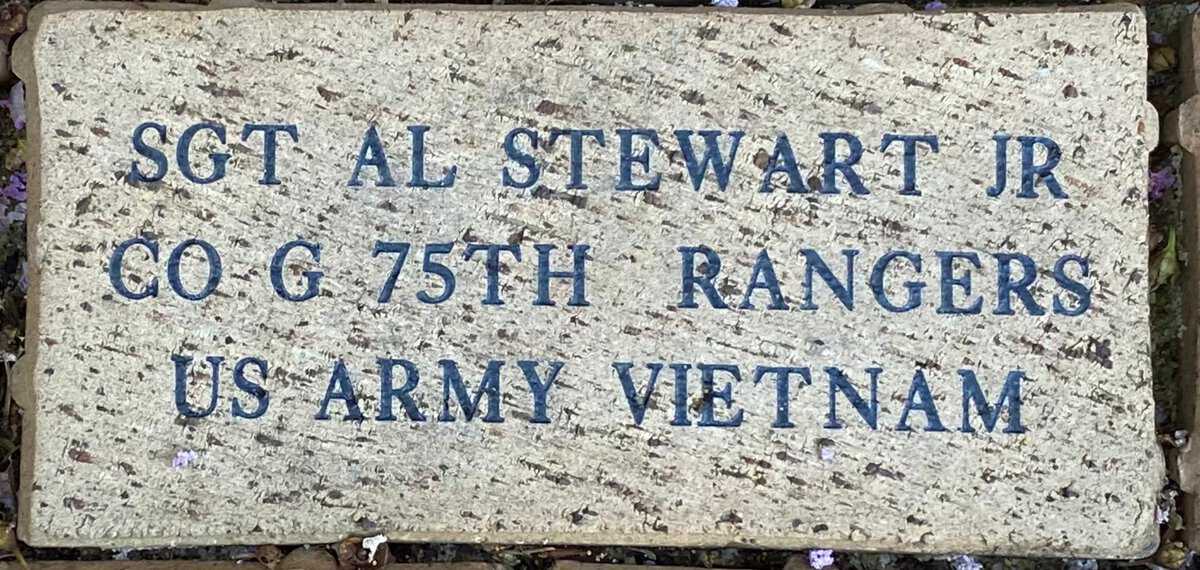 SGT AL STEWART JR
CO G 75TH RANGERS
US ARMY VIETNAM